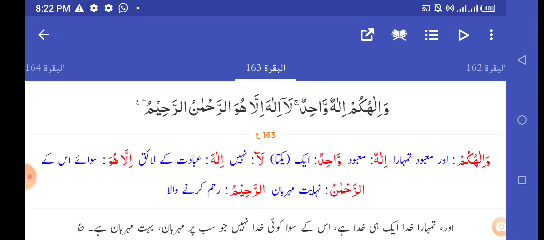 8:22 PM
البقرة 164 البقرة 163 البقرة 162
وَاِلٰهُكُمْ اِلٰهٌ وَّاحِدٌ ۚ لَآ اِلٰهَ اِلَّا هُوَ الرَّحْمٰنُ الرَّحِيْمُ
163
وَاِلٰهُكُمْ: اور معبود تمہارا اِلٰهٌ: معبود وَّاحِدٌ: ایک (یکتا) لَآ: نہیں اِلٰهَ: عبادت کے لائق اِلَّا هُوَ: سوائے اس کے
الرَّحْمٰنُ: نہایت مہربان الرَّحِيْمُ: رحم کرنے والا
اور، تمہارا خدا ایک ہی خدا ہے، اس کے سوا کوئی خدا نہیں جو سب پر مہربان، بہت مہربان ہے۔